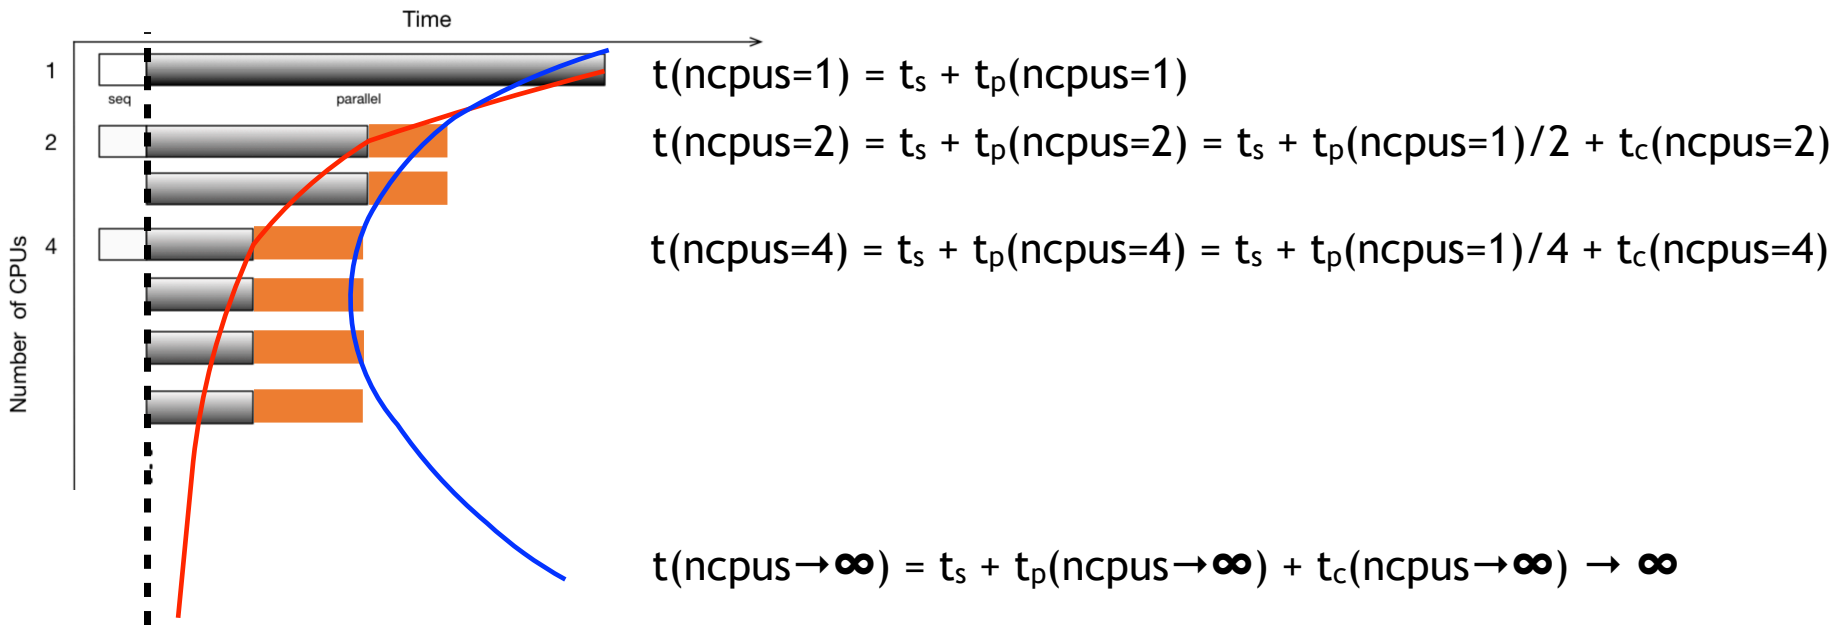 Time
1
t(ncpus=1) = tₛ + tₚ(ncpus=1)
seq
parallel
2
t(ncpus=2) = tₛ + tₚ(ncpus=2) = tₛ + tₚ(ncpus=1)/2 + t꜀(ncpus=2)
4
t(ncpus=4) = tₛ + tₚ(ncpus=4) = tₛ + tₚ(ncpus=1)/4 + t꜀(ncpus=4)
Number of CPUs
t(ncpus→∞) = tₛ + tₚ(ncpus→∞) + t꜀(ncpus→∞) → ∞